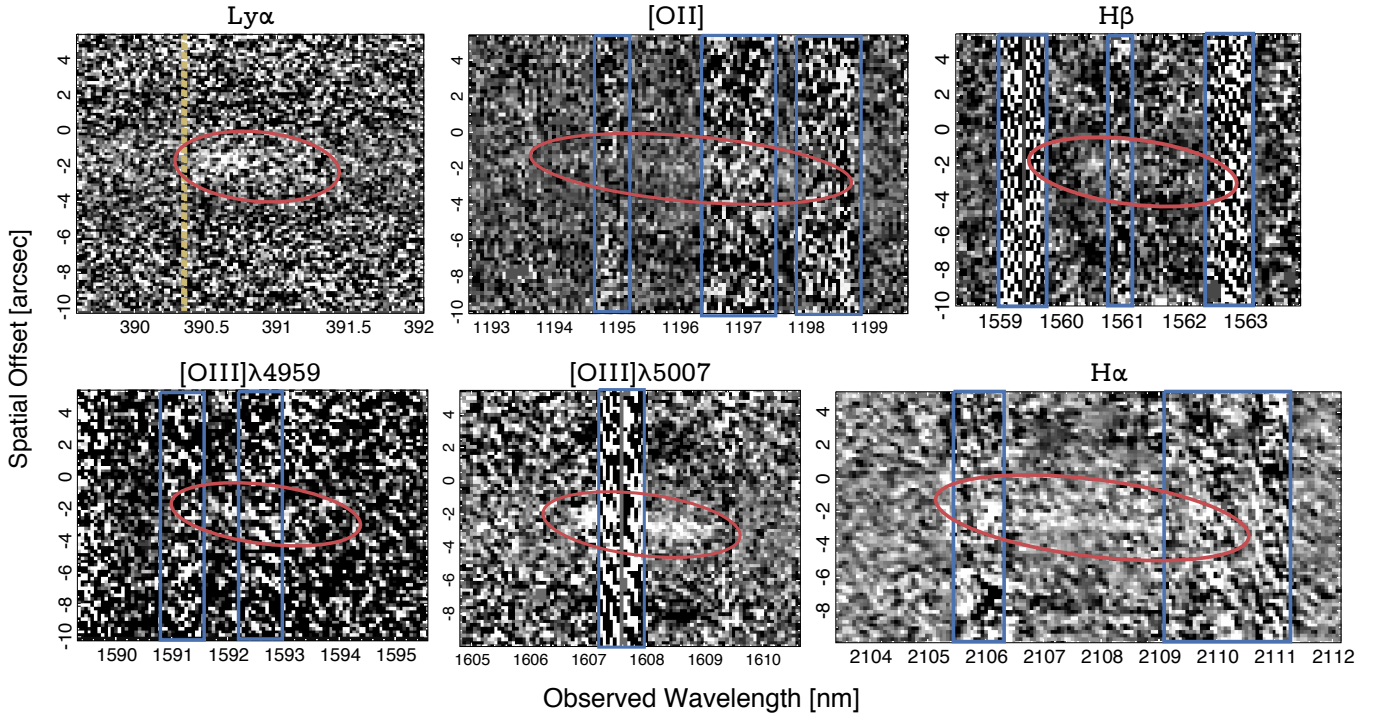 Lyα [OII] Hβ
4 2 0 -2 -4 -6 -8 -10
390 390.5 391 391.5 392
4 2 0 -2 -4 -6 -8 -10
1193 1194 1195 1196 1197 1198 1199
4 2 0 -2 -4 -6 -8 -10
1559 1560 1561 1562 1563
Spatial Offset [arcsec]
[OIII]λ4959 [OIII]λ5007 Hα
4 2 0 -2 -4 -6 -8 -10
1590 1591 1592 1593 1594 1595
4 2 0 -2 -4 -6 -8
1605 1606 1607 1608 1609 1610
4 2 0 -2 -4 -6 -8
2104 2105 2106 2107 2108 2109 2110 2111 2112
Observed Wavelength [nm]